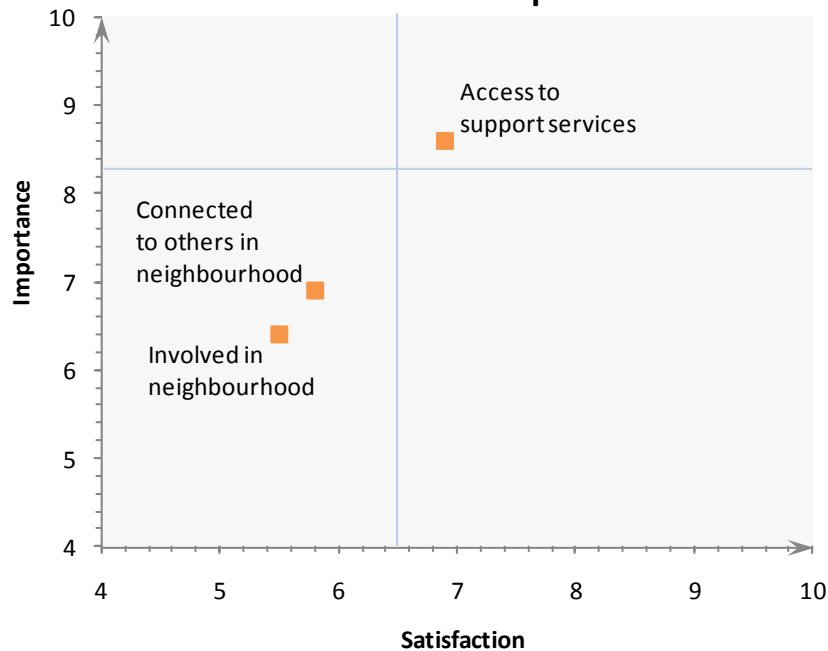 10
9
Access to
support services
8
Connected
to others in
neighbourhood
7
Involved in
neighbourhood
6
5
4
Importance
4 5 6 7 8 9 10
Satisfaction